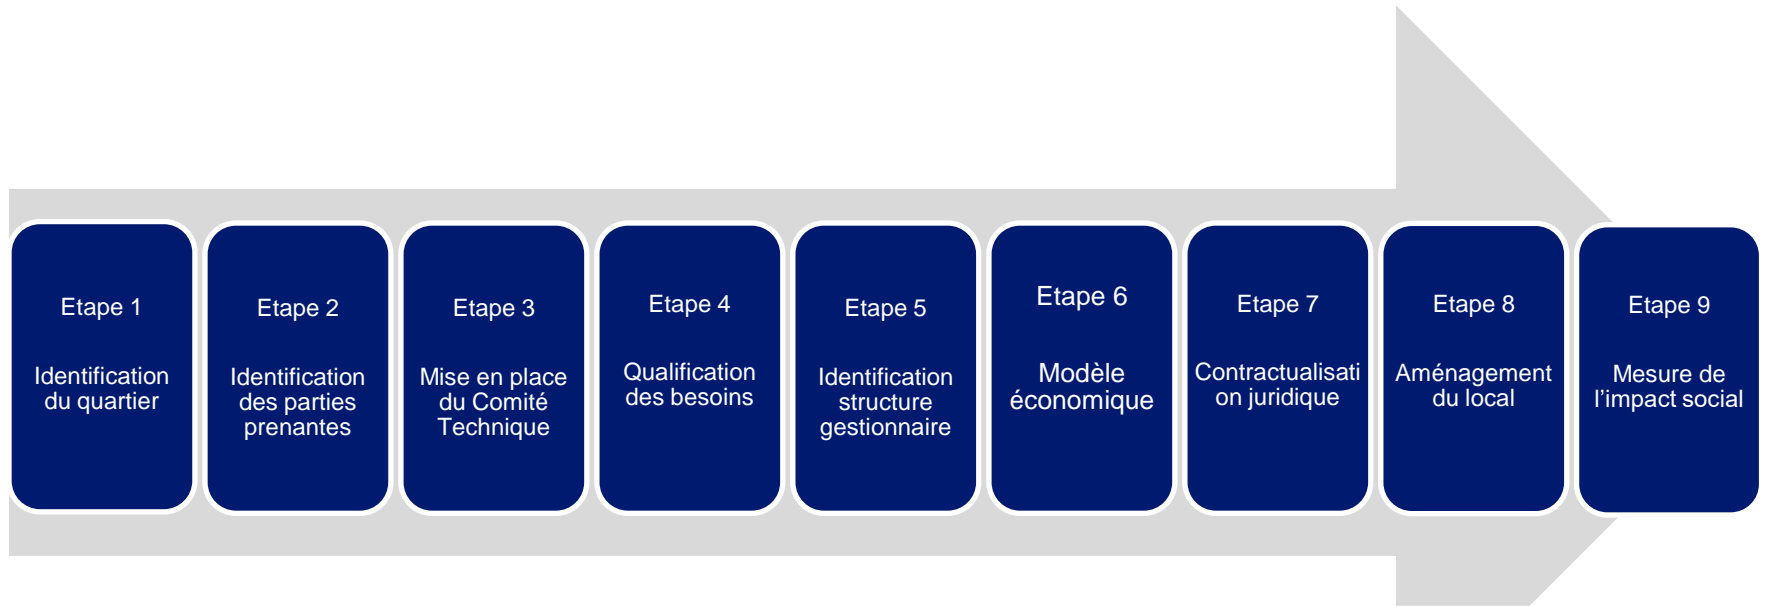 Etape 1
Identification
du quartier
Etape 2
Identification
des parties
prenantes
Etape 3
Mise en place
du Comité
Technique
Etape 4
Qualification
des besoins
Etape 5
Identification
structure
gestionnaire
Etape 6
Modèle
économique
Etape 7
Contractualisati
on juridique
Etape 8
Aménagement
du local
Etape 9
Mesure de
l’impact social